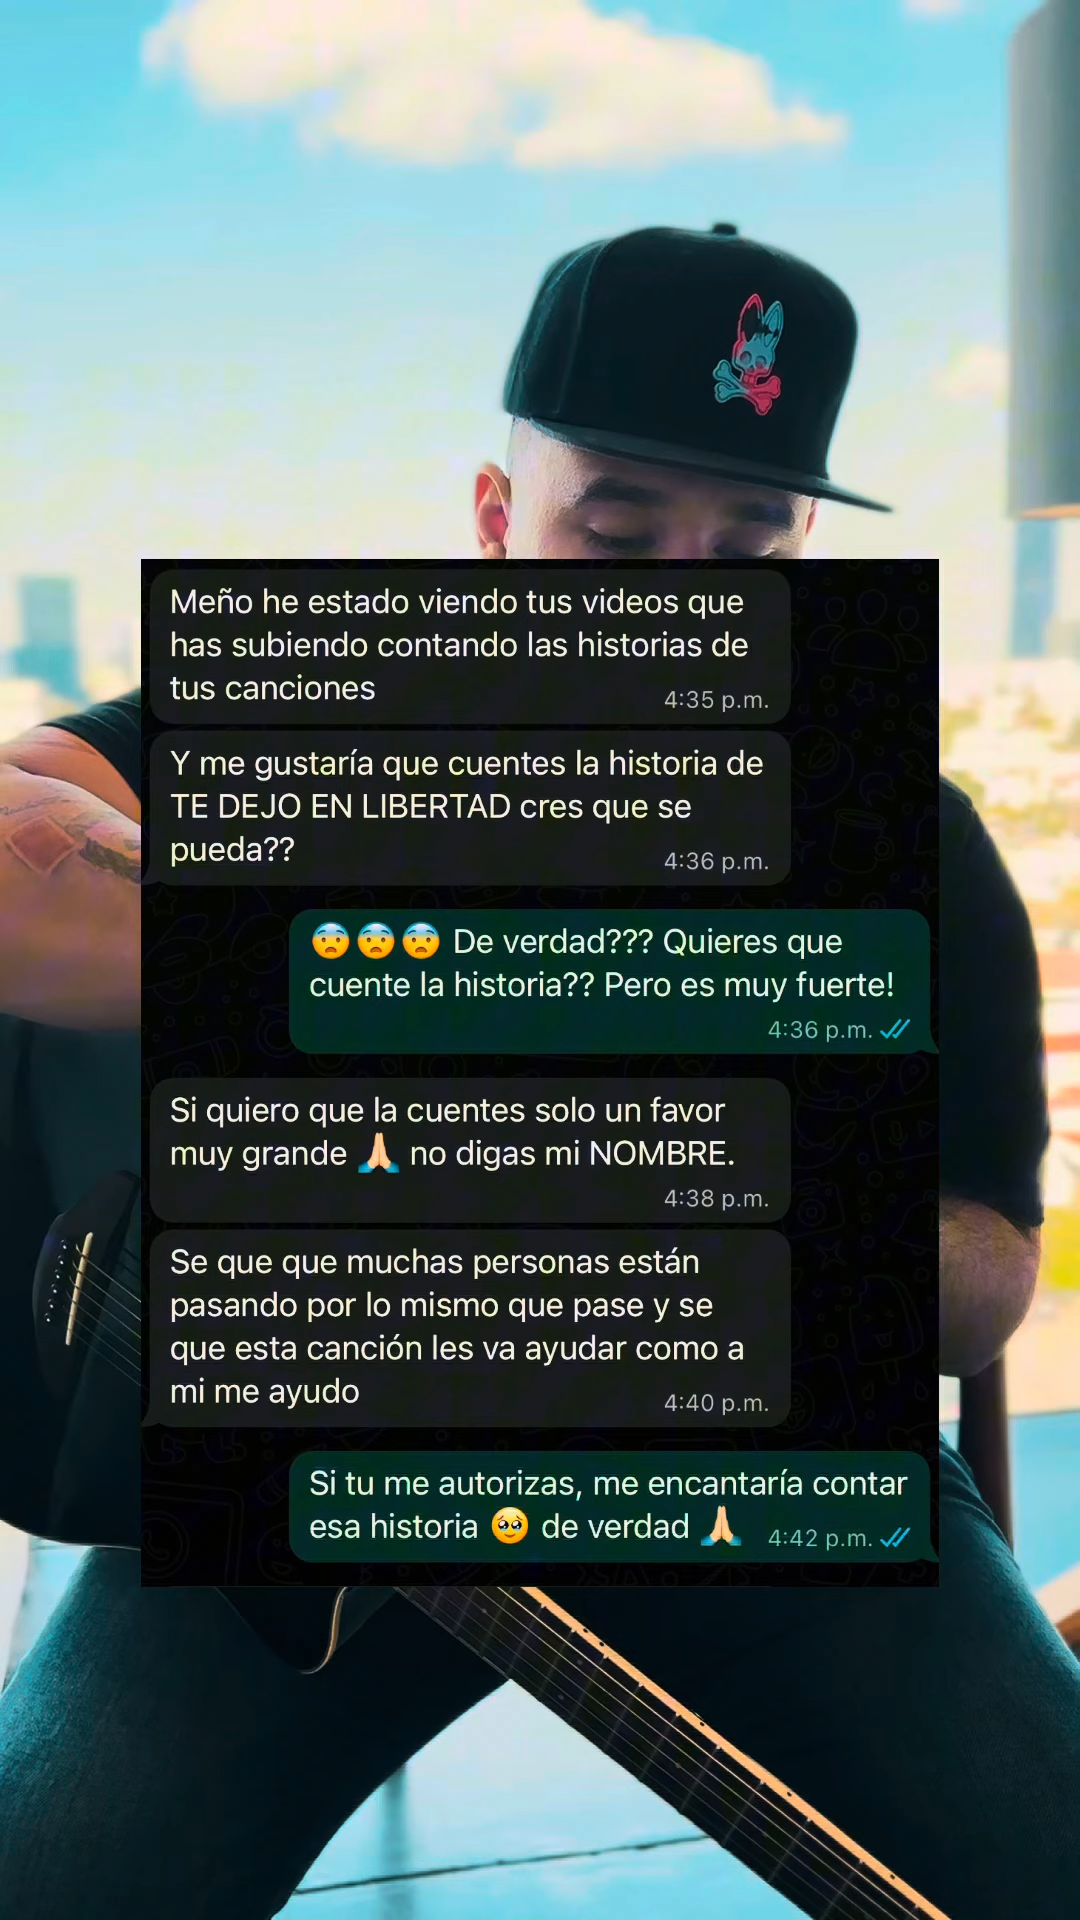 Meño he estado viendo tus videos que
has subiendo contando las historias de
tus canciones
4:35 p.m.
Y me gustaría que cuentes la historia de
TE DEJO EN LIBERTAD cres que se
pueda??
4:36 p.m.
😨😨😨 De verdad??? Quieres que
cuente la historia?? Pero es muy fuerte!
4:36 p.m.
Si quiero que la cuentes solo un favor
muy grande 🙏🏻 no digas mi NOMBRE.
4:38 p.m.
Se que que muchas personas están
pasando por lo mismo que pase y se
que esta canción les va ayudar como a
mi me ayudo
4:40 p.m.
Si tu me autorizas, me encantaría contar
esa historia 🥹 de verdad 🙏🏻
4:42 p.m.